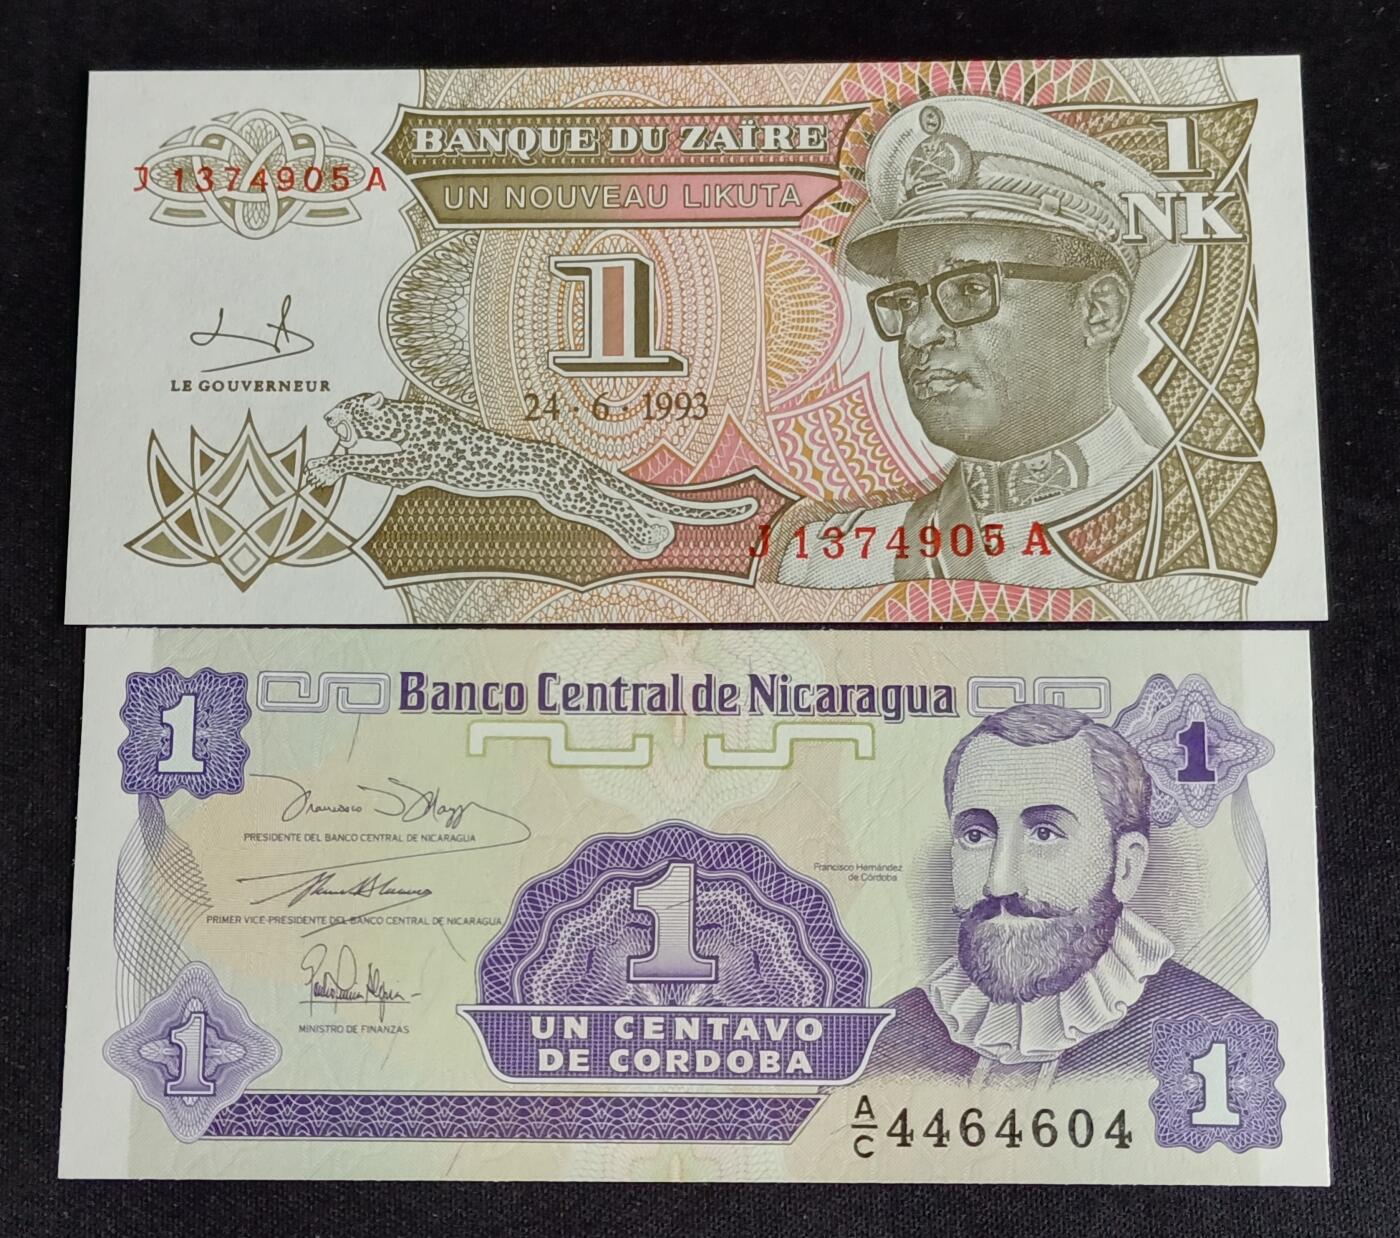 BANQUE DU ZAÏRE
1
NK
J 1374905 A
UN NOUVEAU LIKUTA
1
LE GOUVERNEUR
24 · 6 · 1993
J 1374905 A
1
Banco Central de Nicaragua
1
PRESIDENTE DEL BANCO CENTRAL DE NICARAGUA
Francisco Hernández
de Córdoba
1
PRIMER VICE-PRESIDENTE DEL BANCO CENTRAL DE NICARAGUA
MINISTRO DE FINANZAS
UN CENTAVO
DE CORDOBA
1
1
A/C 4464604